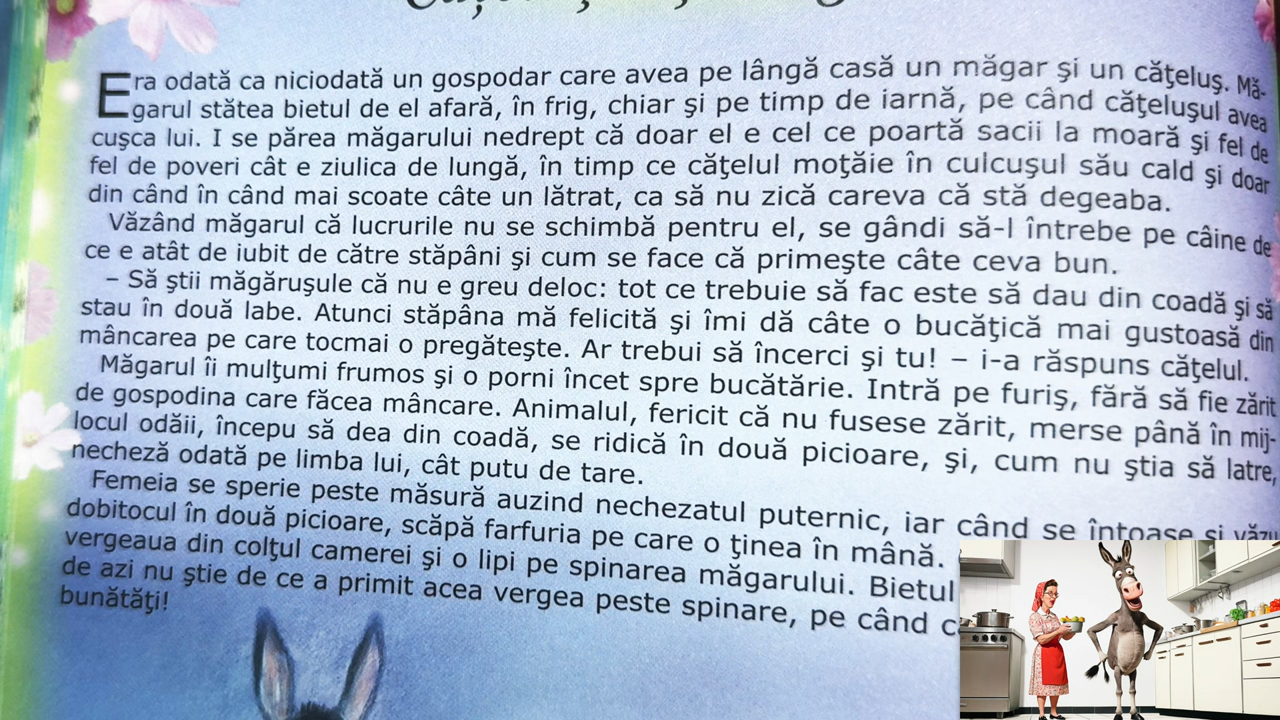 Era odată ca niciodată un gospodar care avea pe lângă casă un măgar şi un căţeluş. Mă-
garul stătea bietul de el afară, în frig, chiar şi pe timp de iarnă, pe când căţeluşul avea
cuşca lui. I se părea măgarului nedrept că doar el e cel ce poartă sacii la moară şi fel de
fel de poveri cât e ziulica de lungă, în timp ce căţelul moţăie în culcuşul său cald şi doar
din când în când mai scoate câte un lătrat, ca să nu zică careva că stă degeaba.
Văzând măgarul că lucrurile nu se schimbă pentru el, se gândi să-l întrebe pe câine de
ce e atât de iubit de către stăpâni şi cum se face că primeşte câte ceva bun.
– Să ştii măgăruşule că nu e greu deloc: tot ce trebuie să fac este să dau din coadă şi să
stau în două labe. Atunci stăpâna mă felicită şi îmi dă câte o bucăţică mai gustoasă din
mâncarea pe care tocmai o pregăteşte. Ar trebui să încerci şi tu! – i-a răspuns căţelul.
Măgarul îi mulţumi frumos şi o porni încet spre bucătărie. Intră pe furiş, fără să fie zărit
de gospodina care făcea mâncare. Animalul, fericit că nu fusese zărit, merse până în mij-
locul odăii, începu să dea din coadă, se ridică în două picioare, şi, cum nu ştia să latre,
necheză odată pe limba lui, cât putu de tare.
Femeia se sperie peste măsură auzind nechezatul puternic, iar când se întoase şi văzu
dobitocul în două picioare, scăpă farfuria pe care o ţinea în mână.
vergeaua din colţul camerei şi o lipi pe spinarea măgarului. Bietul
de azi nu ştie de ce a primit acea vergea peste spinare, pe când
bunătăţi!